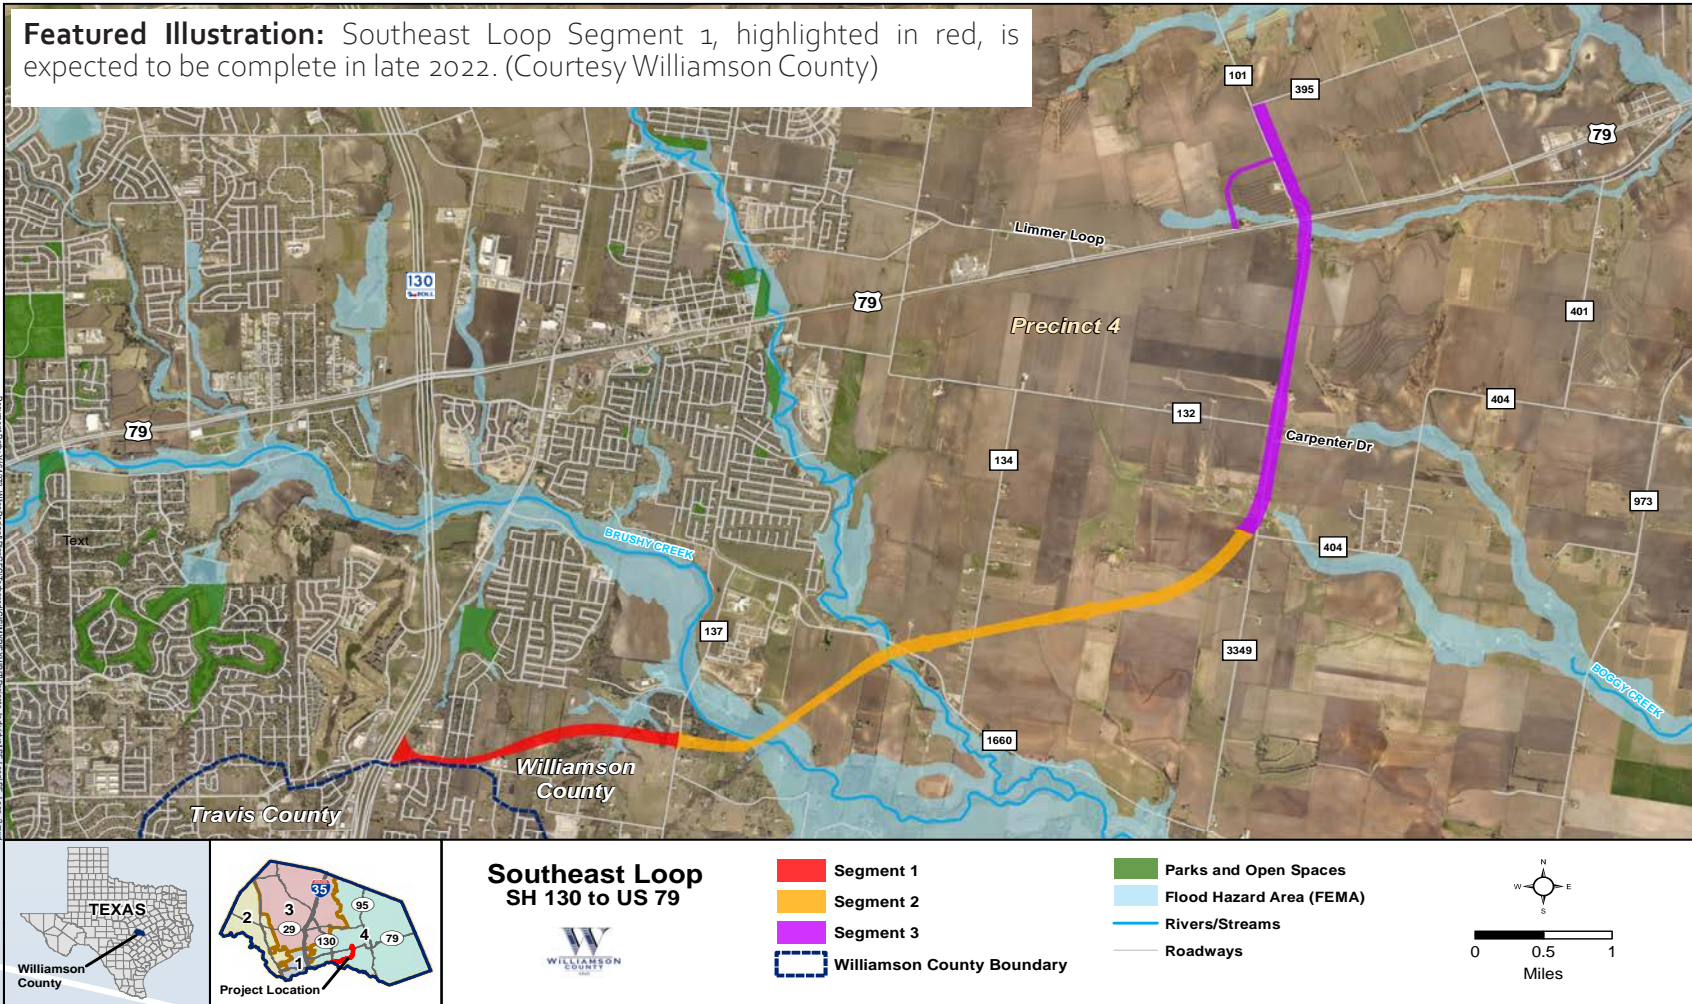 Featured Illustration: Southeast Loop Segment 1, highlighted in red, is
expected to be complete in late 2022. (Courtesy Williamson County)
101
395
79
Limmer Loop
130
TOLL
79
Precinct 4
401
404
132
79
Carpenter Dr
134
973
Text
BRUSHY CREEK
404
137
3349
BOGGY CREEK
1660
Williamson
County
Travis County
TEXAS
Williamson
County
35
2
3
95
29
130
4
79
1
Project Location
Southeast Loop
SH 130 to US 79
W
WILLIAMSON
COUNTY
1848
Segment 1
Segment 2
Segment 3
Williamson County Boundary
Parks and Open Spaces
Flood Hazard Area (FEMA)
Rivers/Streams
Roadways
N
W
E
S
0
0.5
1
Miles